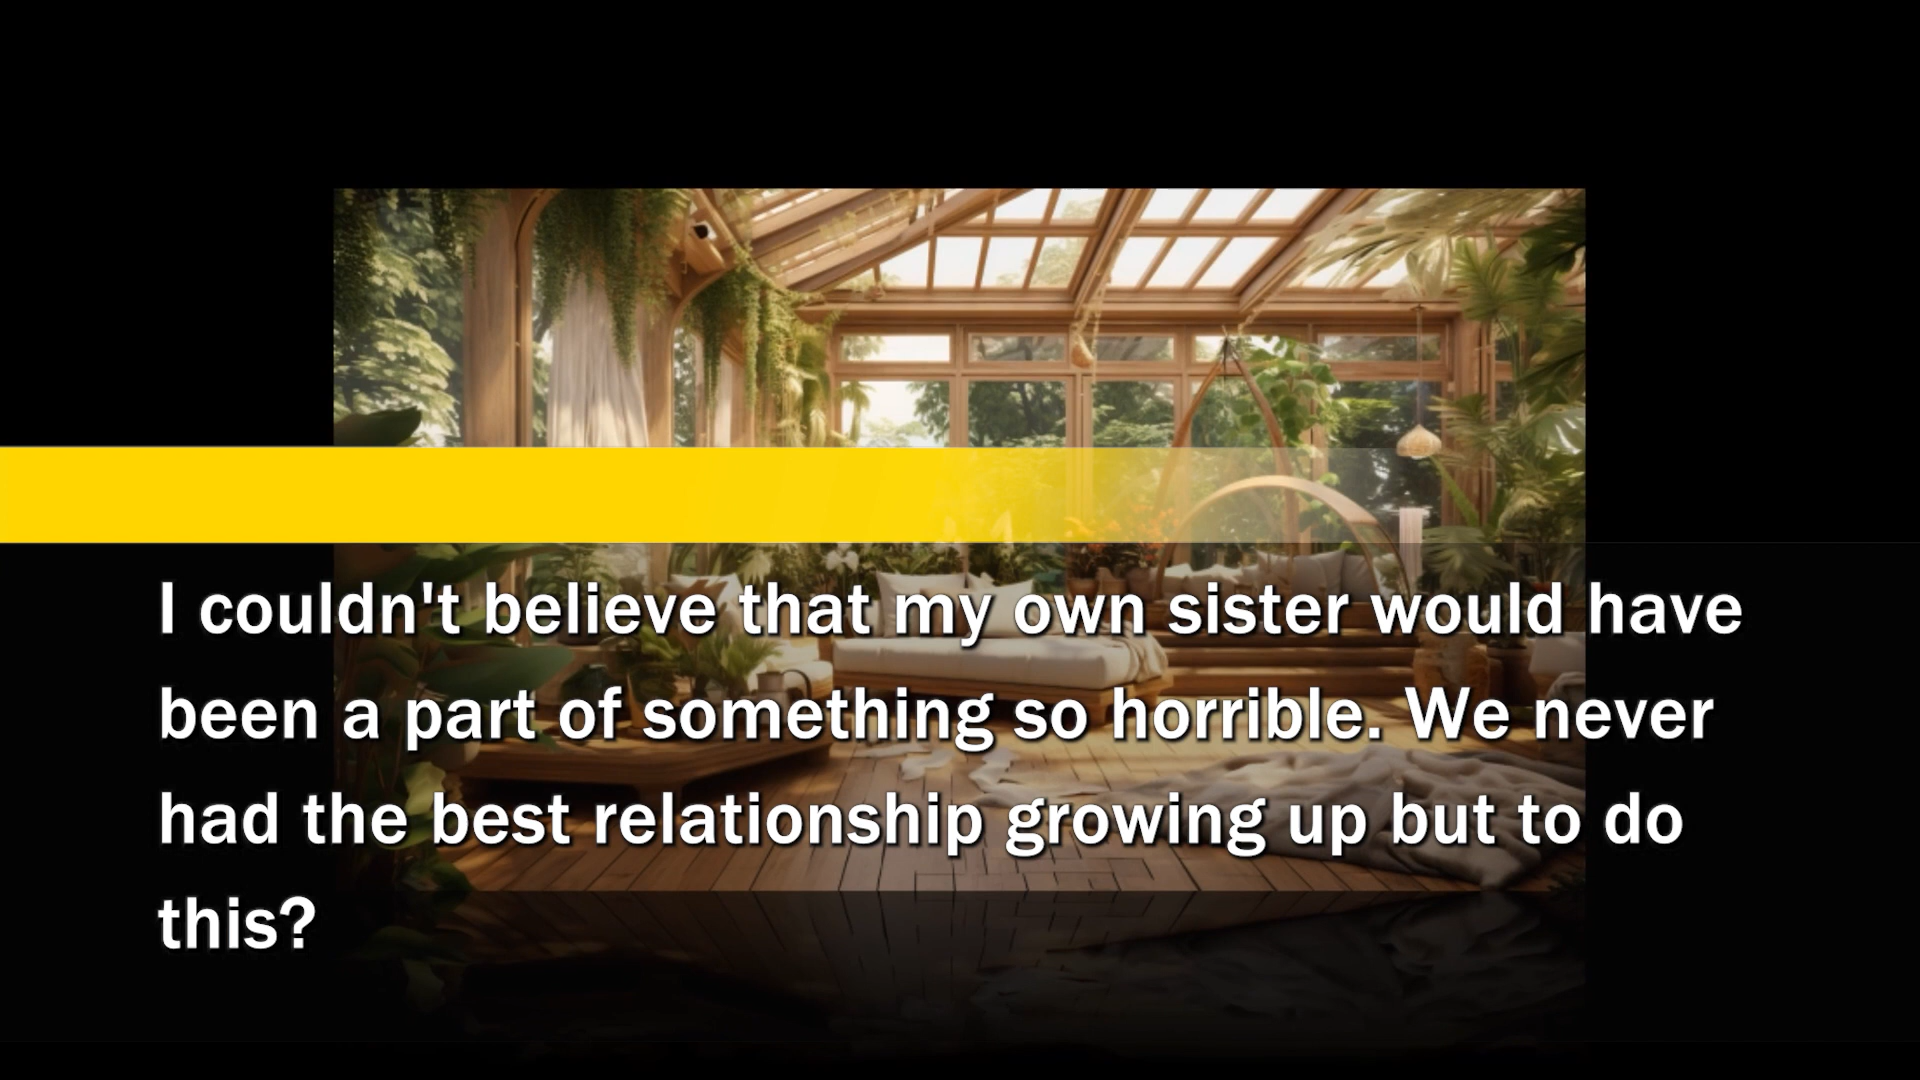 I couldn't believe that my own sister would have
been a part of something so horrible. We never
had the best relationship growing up but to do
this?